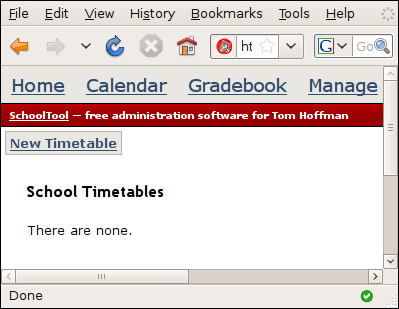 File Edit View History Bookmarks Tools Help
ht G Go
Home Calendar Gradebook Manage
SchoolTool — free administration software for Tom Hoffman
New Timetable
School Timetables
There are none.
Done